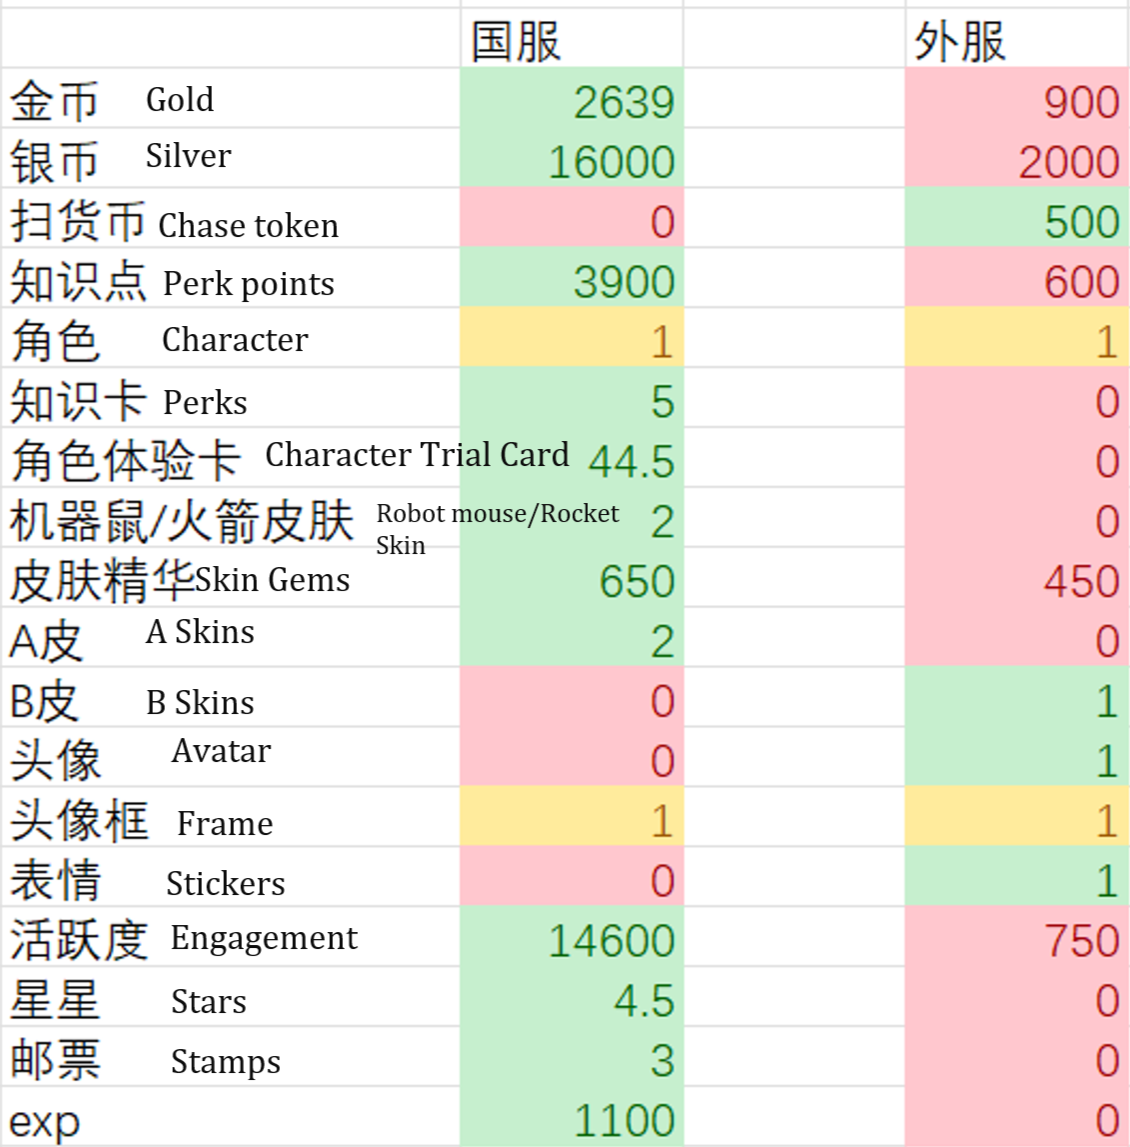 国服 外服
金币 Gold 2639 900
银币 Silver 16000 2000
扫货币 Chase token 0 500
知识点 Perk points 3900 600
角色 Character 1 1
知识卡 Perks 5 0
角色体验卡 Character Trial Card 44.5 0
机器鼠/火箭皮肤 Robot mouse/Rocket 2 0
Skin
皮肤精华 Skin Gems 650 450
A皮 A Skins 2 0
B皮 B Skins 0 1
头像 Avatar 0 1
头像框 Frame 1 1
表情 Stickers 0 1
活跃度 Engagement 14600 750
星星 Stars 4.5 0
邮票 Stamps 3 0
exp 1100 0